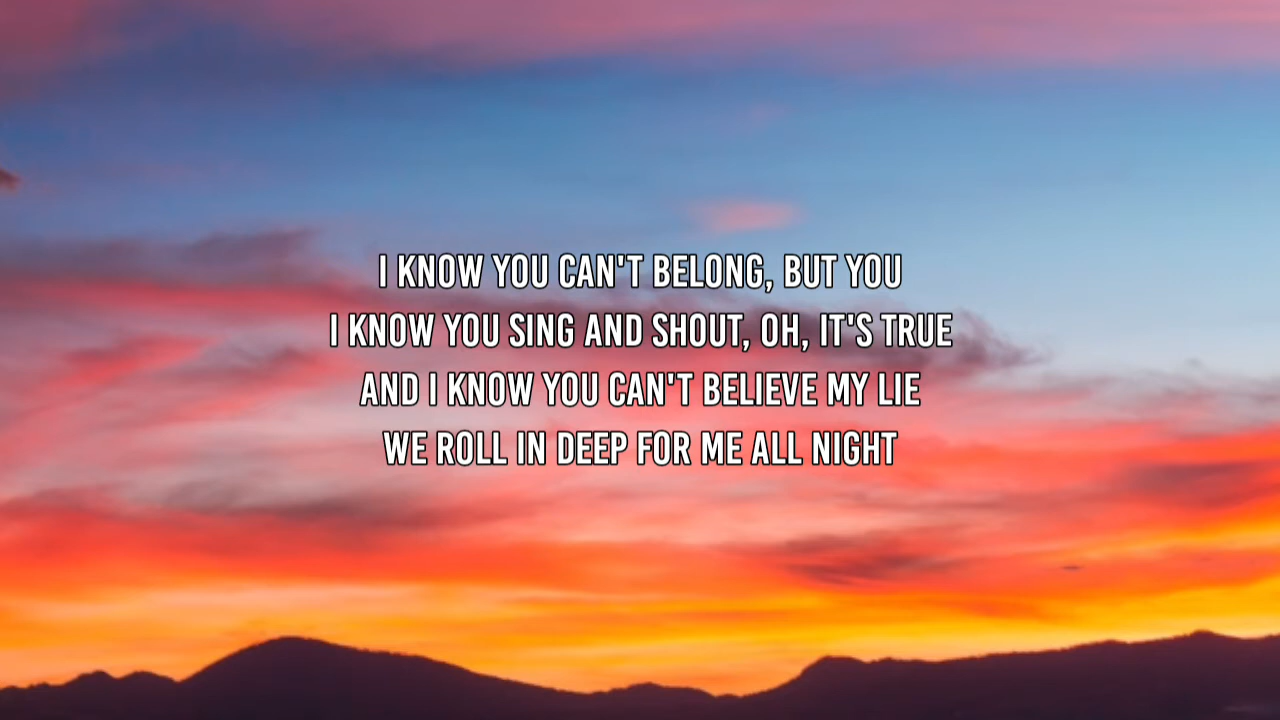 I KNOW YOU CAN'T BELONG, BUT YOU
I KNOW YOU SING AND SHOUT, OH, IT'S TRUE
AND I KNOW YOU CAN'T BELIEVE MY LIE
WE ROLL IN DEEP FOR ME ALL NIGHT